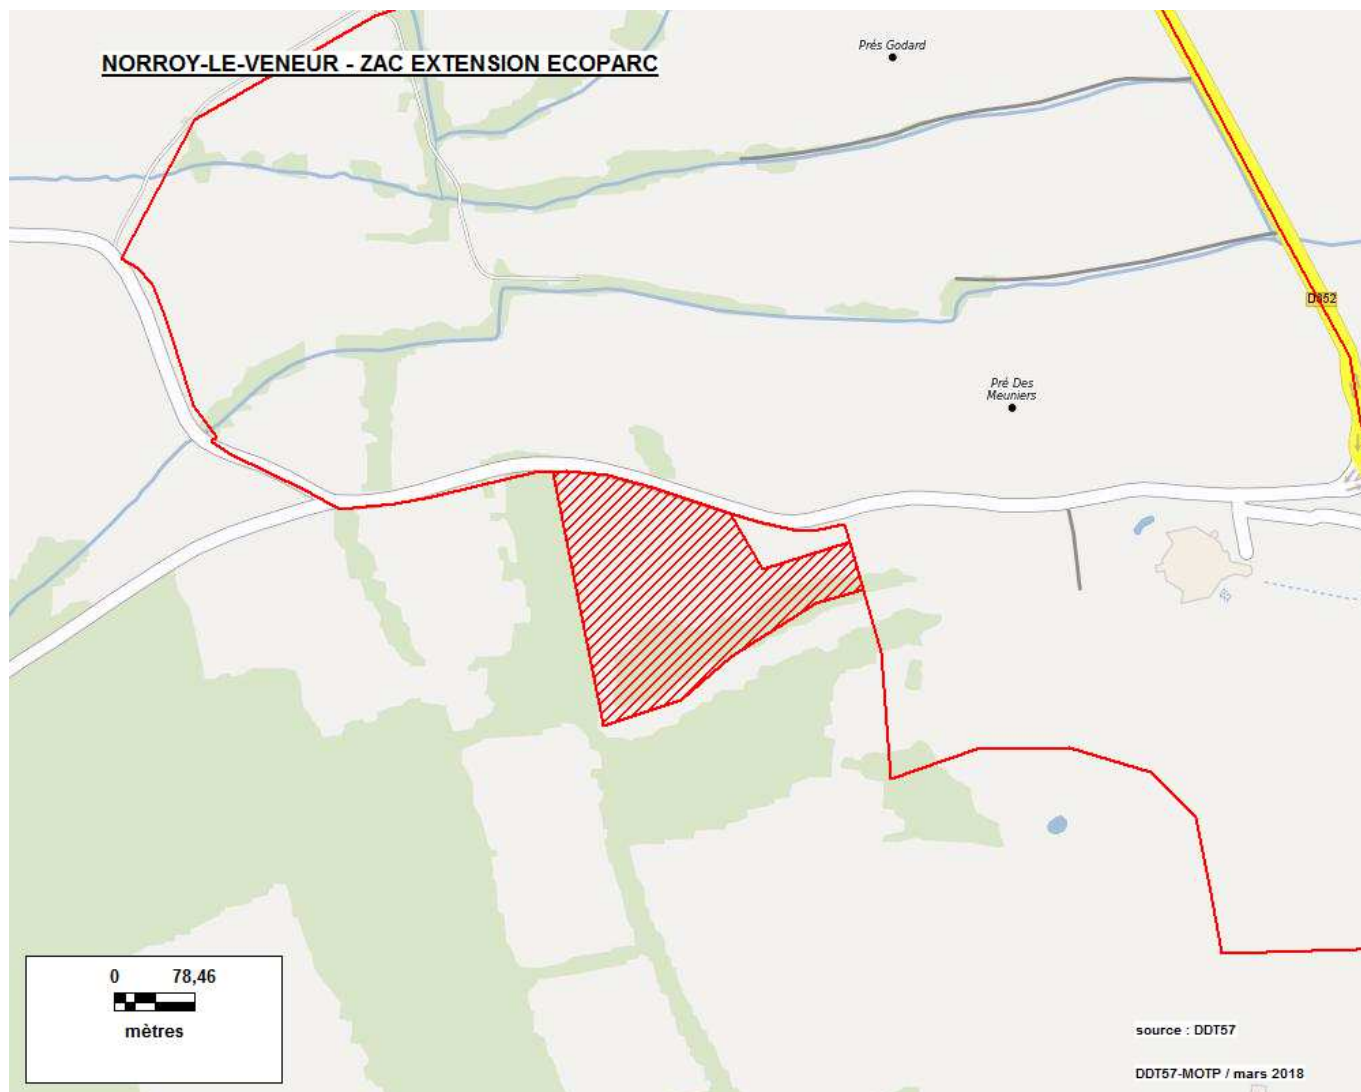 NORROY-LE-VENEUR - ZAC EXTENSION ECOPARC
Prés Godard
D352
Pré Des
Meuniers
0 78,46
mètres
source : DDT57
DDT57-MOTP / mars 2018